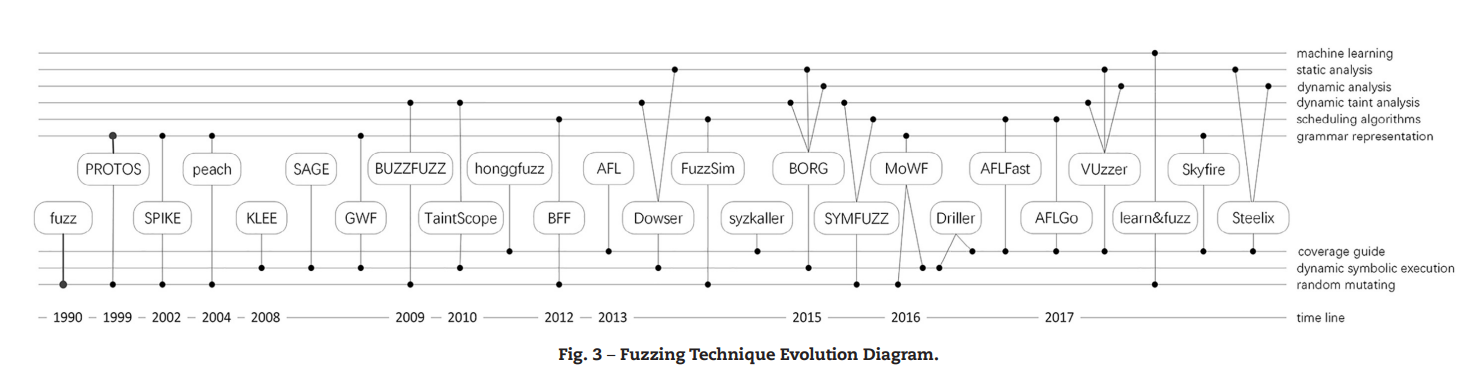 machine learning
static analysis
dynamic analysis
dynamic taint analysis
scheduling algorithms
grammar representation
PROTOS
peach
SAGE
BUZZFUZZ
honggfuzz
AFL
FuzzSim
BORG
MoWF
AFLFast
VUzzer
Skyfire
fuzz
SPIKE
KLEE
GWF
TaintScope
BFF
Dowser
syzkaller
SYMFUZZ
Driller
AFLGo
learn&fuzz
Steelix
coverage guide
dynamic symbolic execution
random mutating
1990 1999 2002 2004 2008 2009 2010 2012 2013 2015 2016 2017 time line
Fig. 3 – Fuzzing Technique Evolution Diagram.